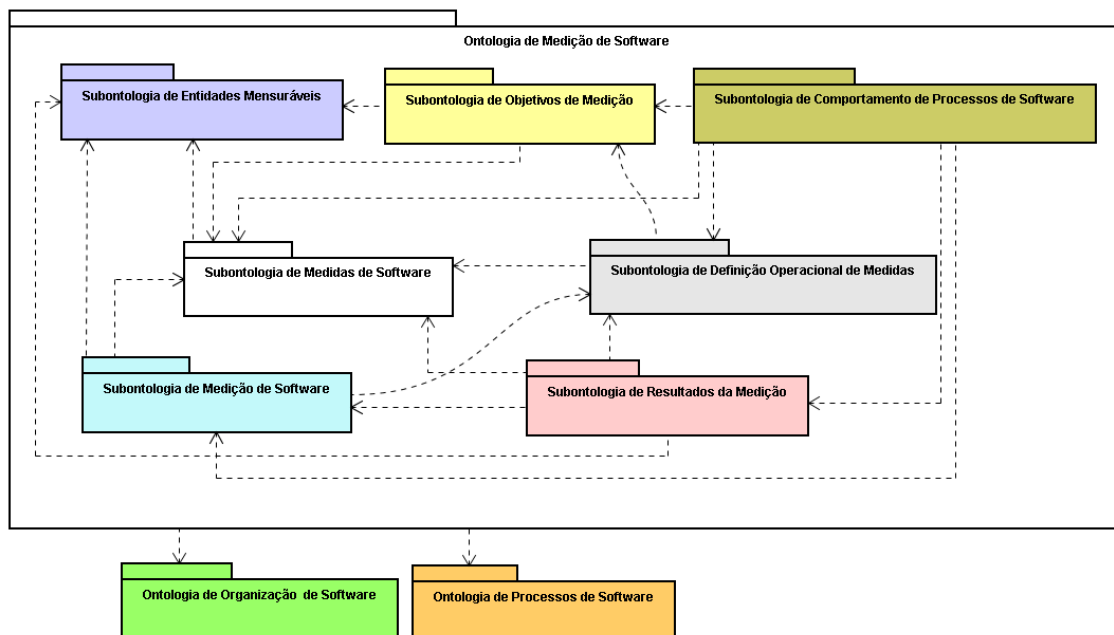 Ontologia de Medição de Software
Subontologia de Entidades Mensuráveis
Subontologia de Objetivos de Medição
Subontologia de Comportamento de Processos de Software
Subontologia de Medidas de Software
Subontologia de Definição Operacional de Medidas
Subontologia de Medição de Software
Subontologia de Resultados da Medição
Ontologia de Organização de Software
Ontologia de Processos de Software